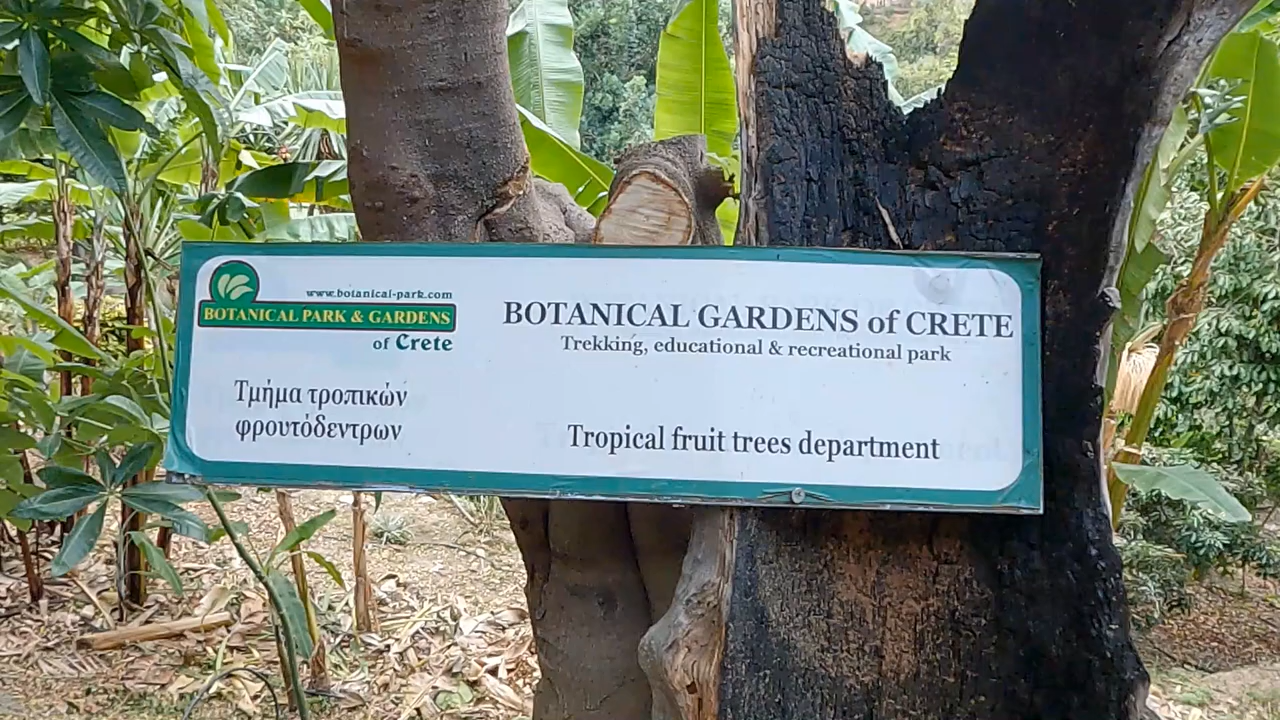 www.botanical-park.com
BOTANICAL PARK & GARDENS
of Crete
Τμήμα τροπικών
φρουτόδεντρων
BOTANICAL GARDENS of CRETE
Trekking, educational & recreational park
Tropical fruit trees department